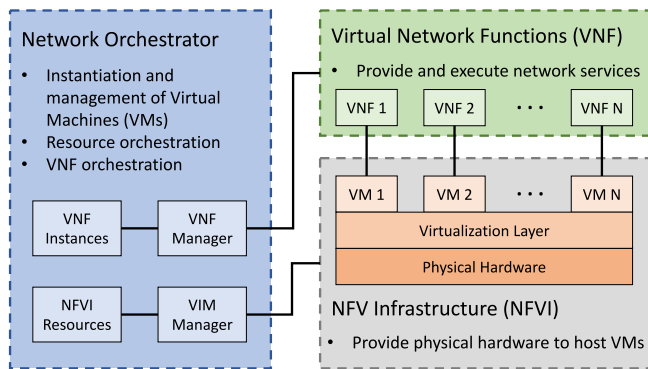 Network Orchestrator
• Instantiation and
management of Virtual
Machines (VMs)
• Resource orchestration
• VNF orchestration
VNF
Instances
VNF
Manager
NFVI
Resources
VIM
Manager
Virtual Network Functions (VNF)
• Provide and execute network services
VNF 1 VNF 2 ··· VNF N
VM 1 VM 2 ··· VM N
Virtualization Layer
Physical Hardware
NFV Infrastructure (NFVI)
• Provide physical hardware to host VMs